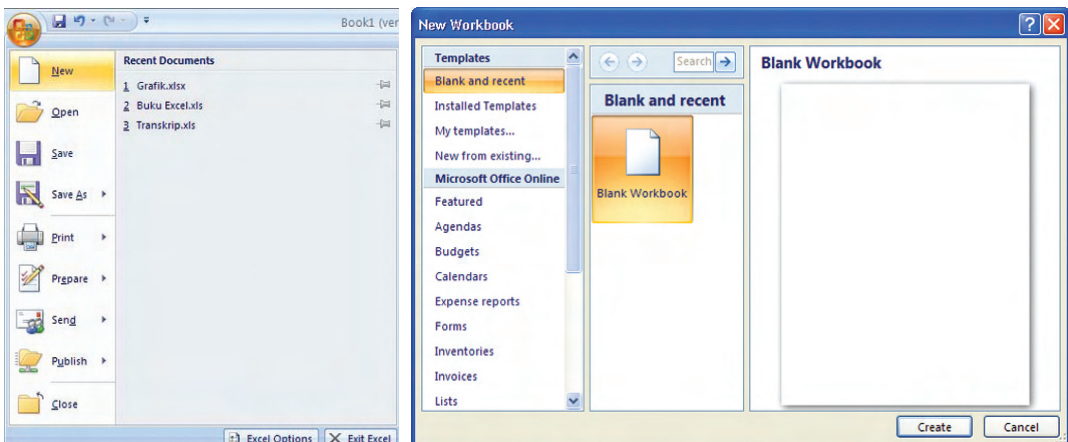 Book1 (ver
New
Open
Save
Save As
Print
Prepare
Send
Publish
Close
Recent Documents
1 Grafik.xlsx
2 Buku Excel.xls
3 Transkrip.xls
Excel Options
Exit Excel
New Workbook
Templates
Blank and recent
Installed Templates
My templates...
New from existing...
Microsoft Office Online
Featured
Agendas
Budgets
Calendars
Expense reports
Forms
Inventories
Invoices
Lists
Search
Blank and recent
Blank Workbook
Blank Workbook
Create
Cancel